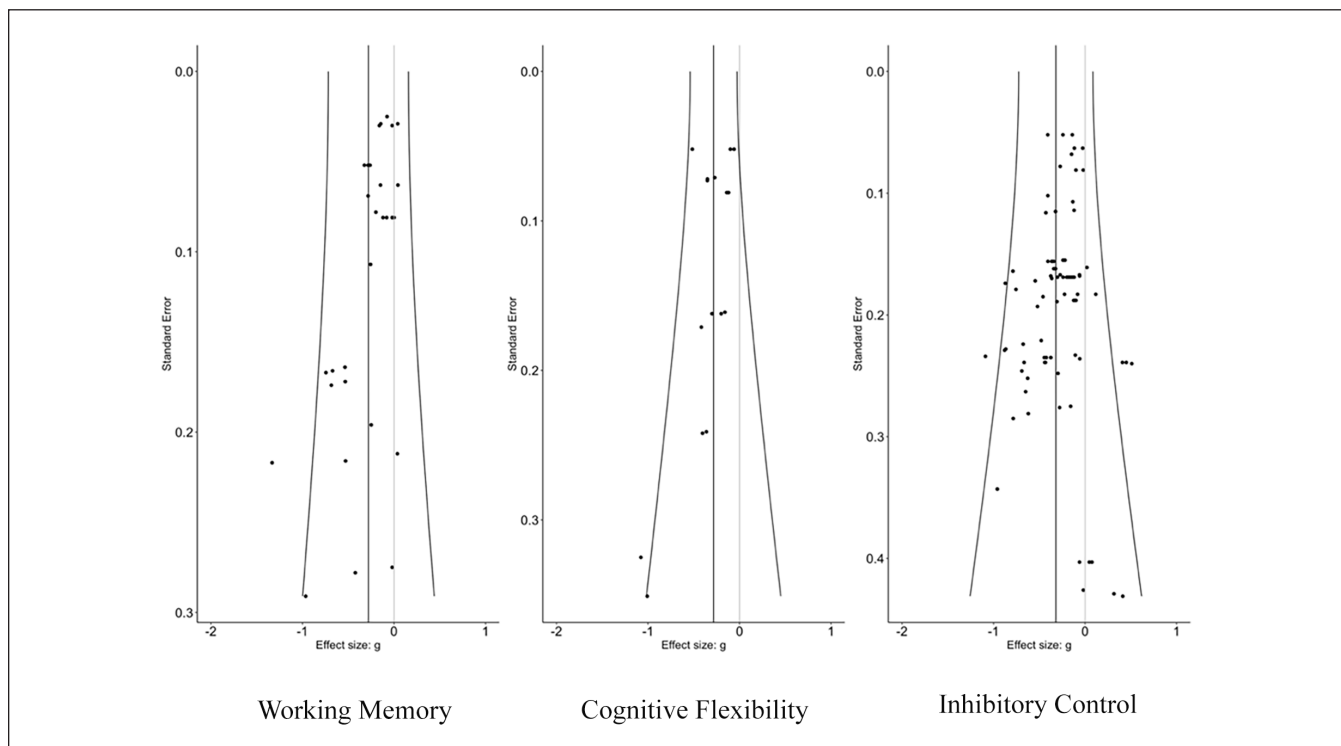 0.0
0.1
0.2
0.3
Standard Error
-2
-1
0
1
Effect size: g
Working Memory
0.0
0.1
0.2
0.3
Standard Error
-2
-1
0
1
Effect size: g
Cognitive Flexibility
0.0
0.1
0.2
0.3
0.4
Standard Error
-2
-1
0
1
Effect size: g
Inhibitory Control